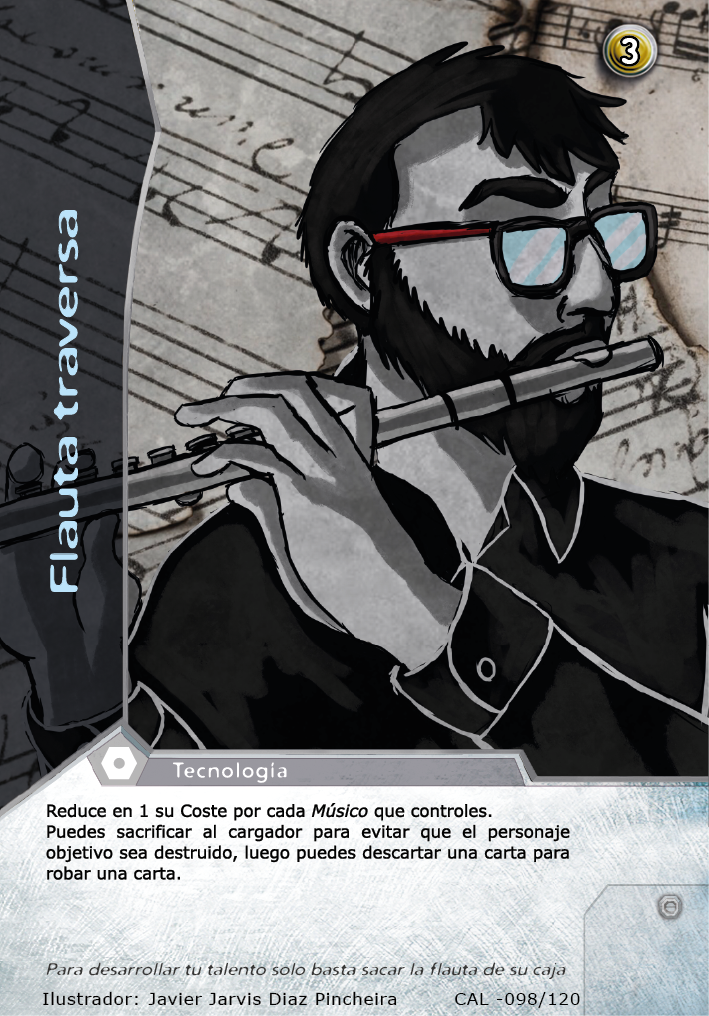 3
Flauta traversa
Tecnología
Reduce en 1 su Coste por cada Músico que controles.
Puedes sacrificar al cargador para evitar que el personaje
objetivo sea destruido, luego puedes descartar una carta para
robar una carta.
Para desarrollar tu talento solo basta sacar la flauta de su caja
Ilustrador: Javier Jarvis Diaz Pincheira CAL -098/120